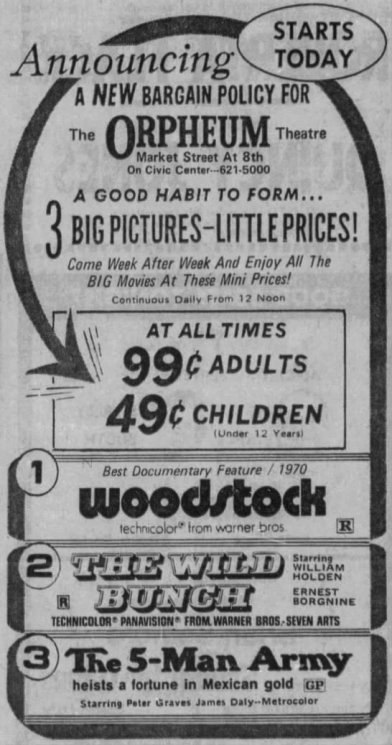 STARTS
TODAY
Announcing
A NEW BARGAIN POLICY FOR
The ORPHEUM Theatre
Market Street At 8th
On Civic Center---621-5000
A GOOD HABIT TO FORM...
3 BIG PICTURES-LITTLE PRICES!
Come Week After Week And Enjoy All The
BIG Movies At These Mini Prices!
Continuous Daily From 12 Noon
AT ALL TIMES
99¢ ADULTS
49¢ CHILDREN
(Under 12 Years)
1
Best Documentary Feature / 1970
woodstock
technicolor® from warner bros.
R
2
THE WILD
BUNCH
Starring
WILLIAM
HOLDEN
ERNEST
BORGNINE
R
TECHNICOLOR® PANAVISION® FROM WARNER BROS.-SEVEN ARTS
3
The 5-Man Army
heists a fortune in Mexican gold GP
Starring Peter Graves James Daly--Metrocolor